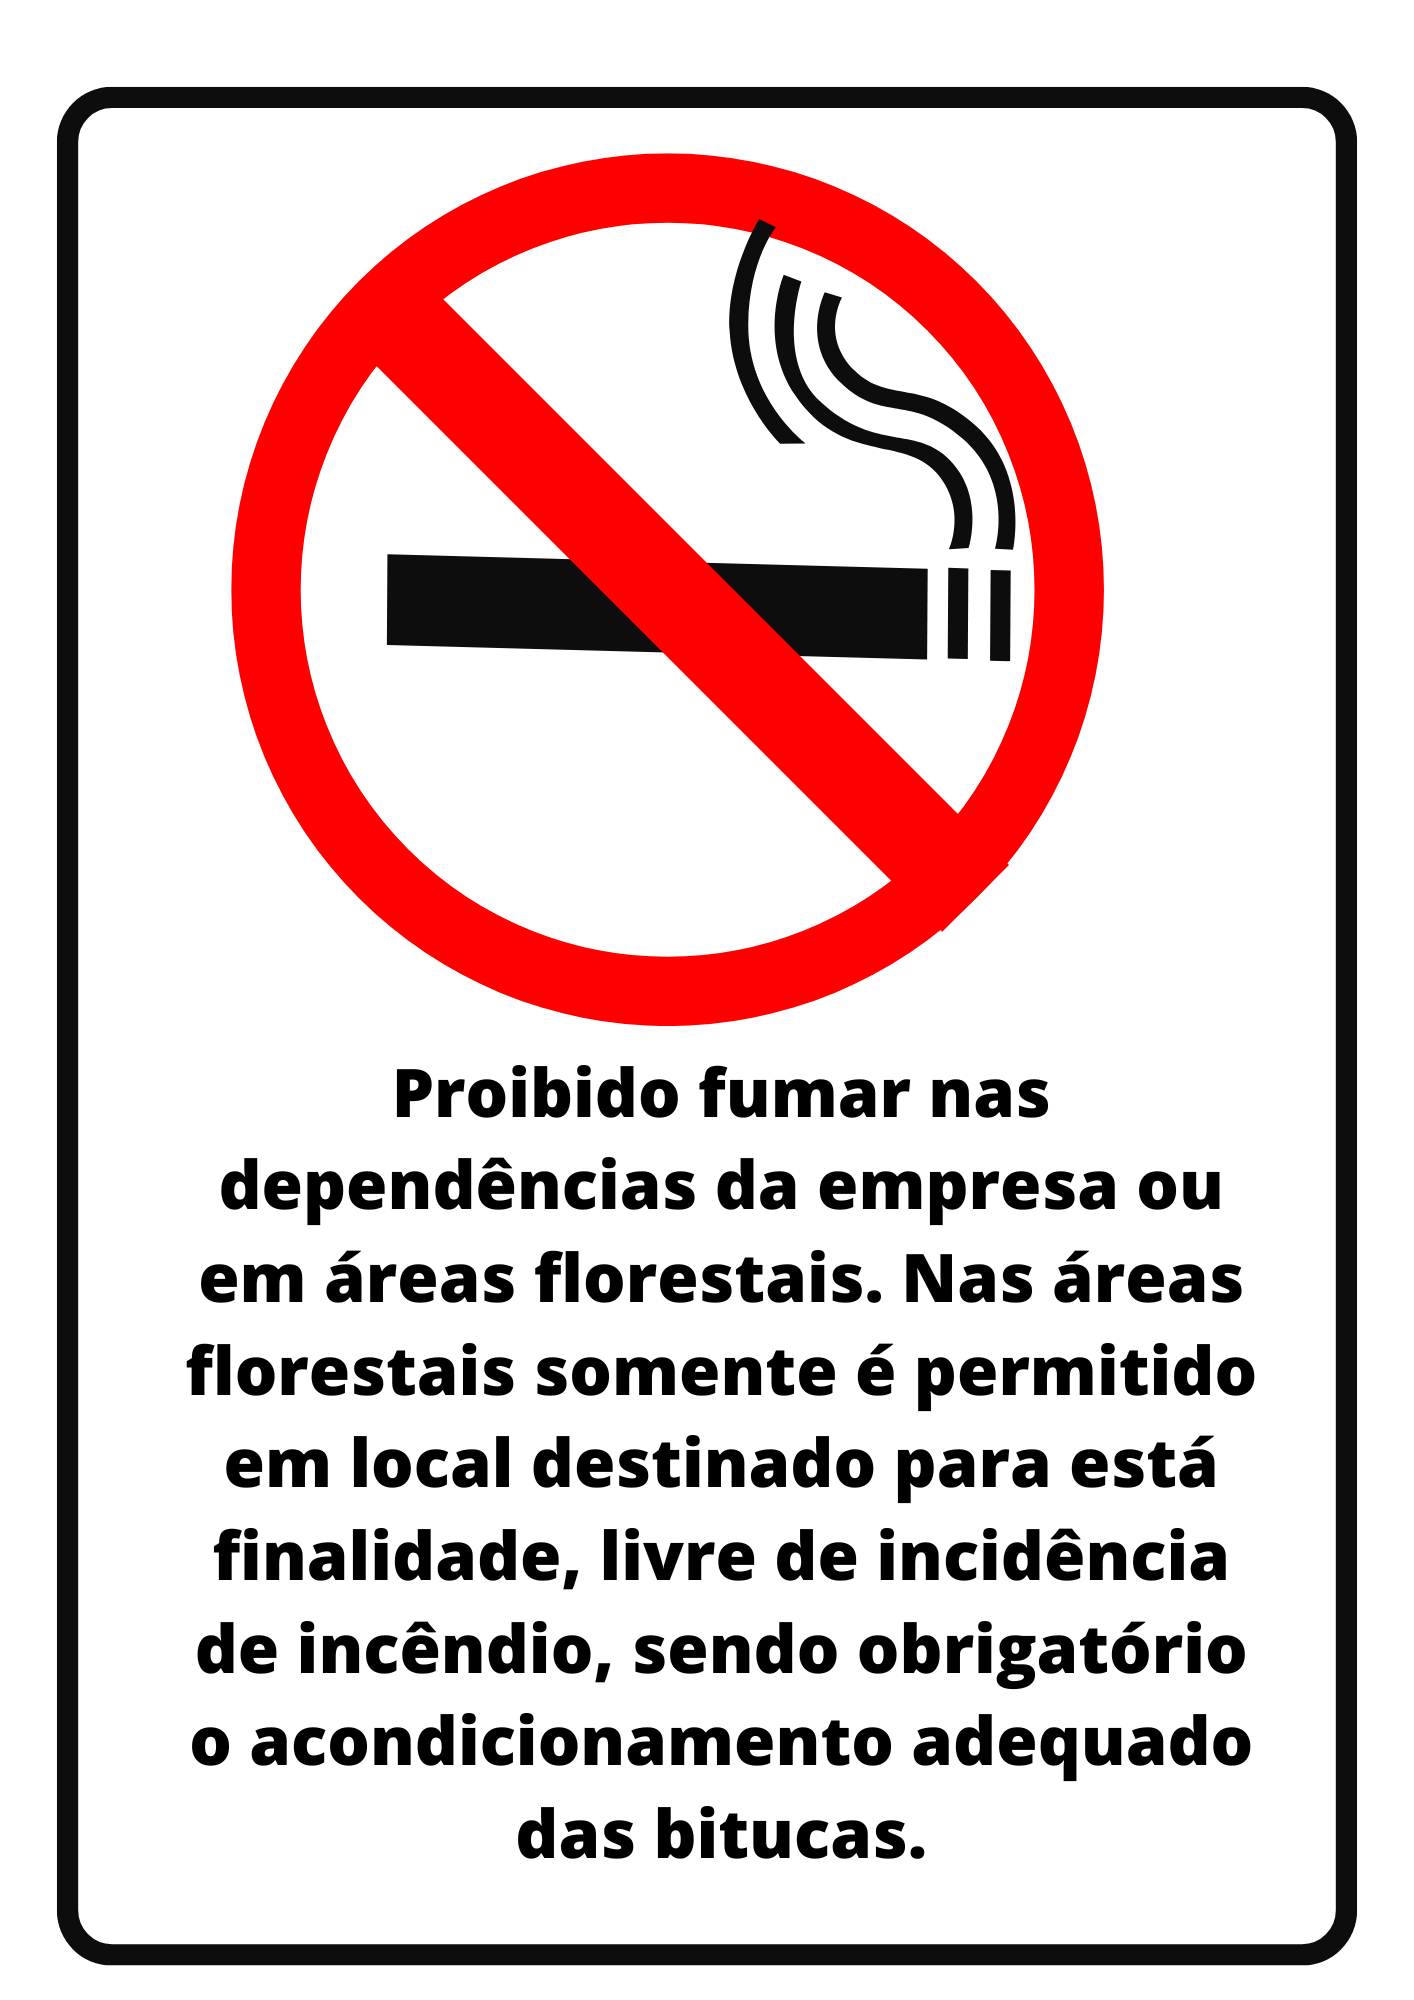 Proibido fumar nas
dependências da empresa ou
em áreas florestais. Nas áreas
florestais somente é permitido
em local destinado para está
finalidade, livre de incidência
de incêndio, sendo obrigatório
o acondicionamento adequado
das bitucas.